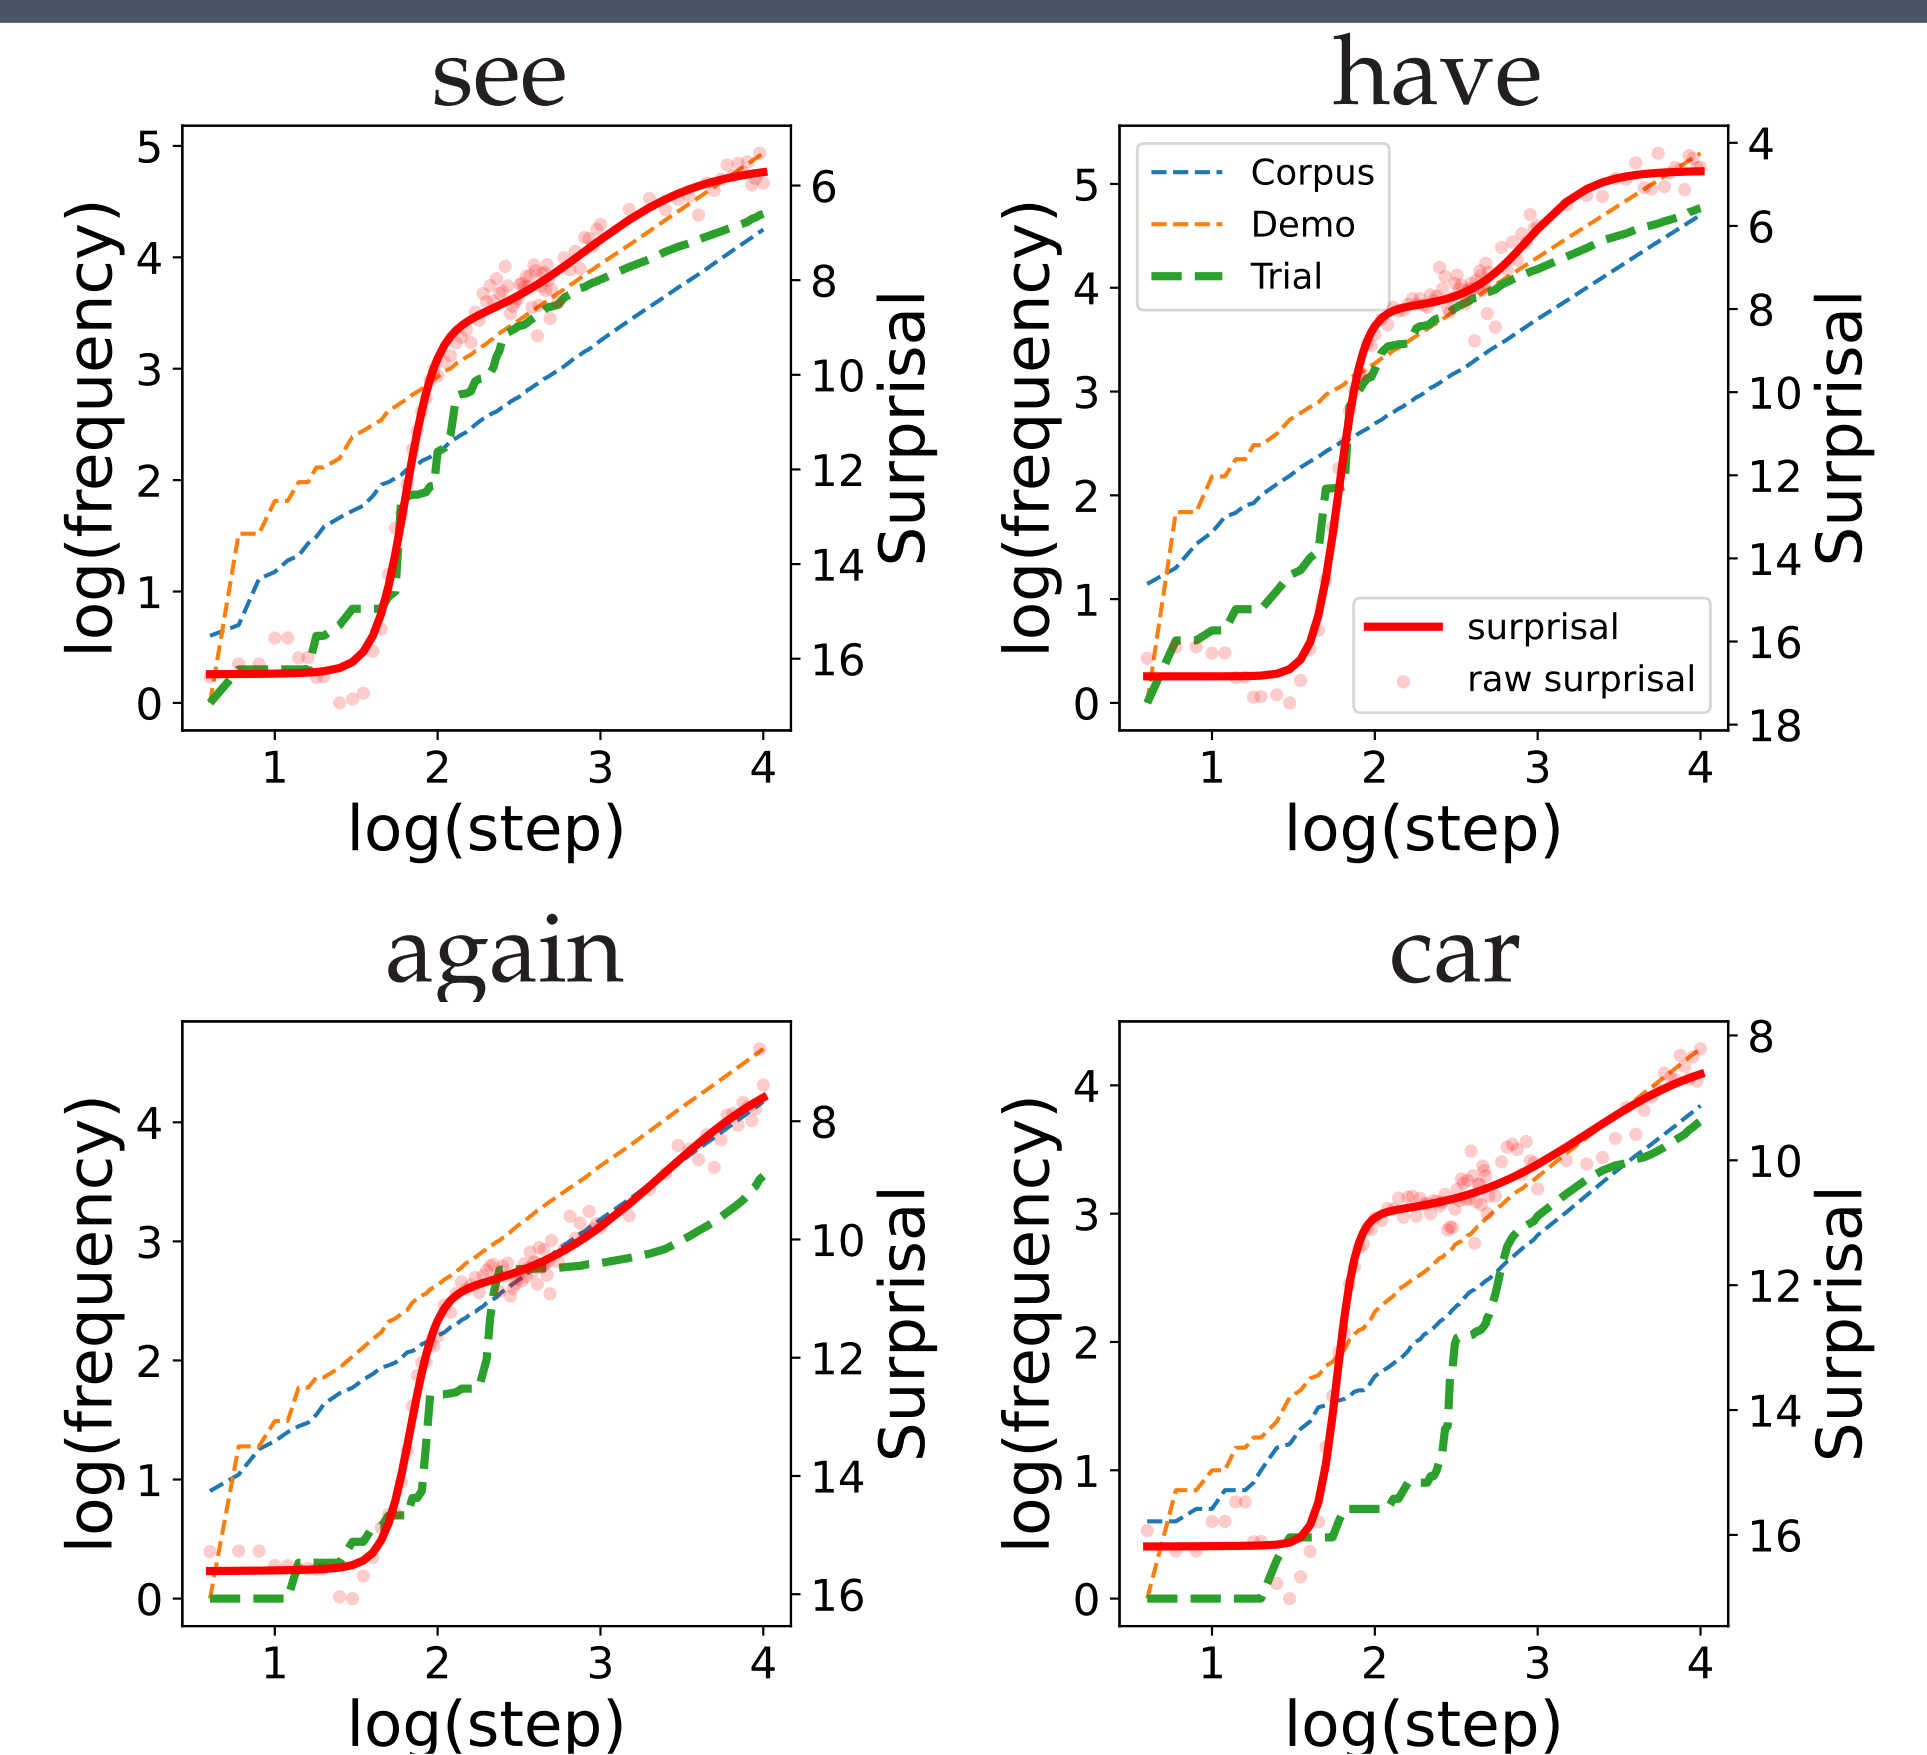 see
have
5
4
3
2
1
0
log(frequency)
6
8
10
12
14
16
Surprisal
1 2 3 4
log(step)
5
4
3
2
1
0
log(frequency)
Corpus
Demo
Trial
surprisal
raw surprisal
4
6
8
10
12
14
16
18
Surprisal
1 2 3 4
log(step)
again
car
4
3
2
1
0
log(frequency)
8
10
12
14
16
Surprisal
1 2 3 4
log(step)
4
3
2
1
0
log(frequency)
8
10
12
14
16
Surprisal
1 2 3 4
log(step)